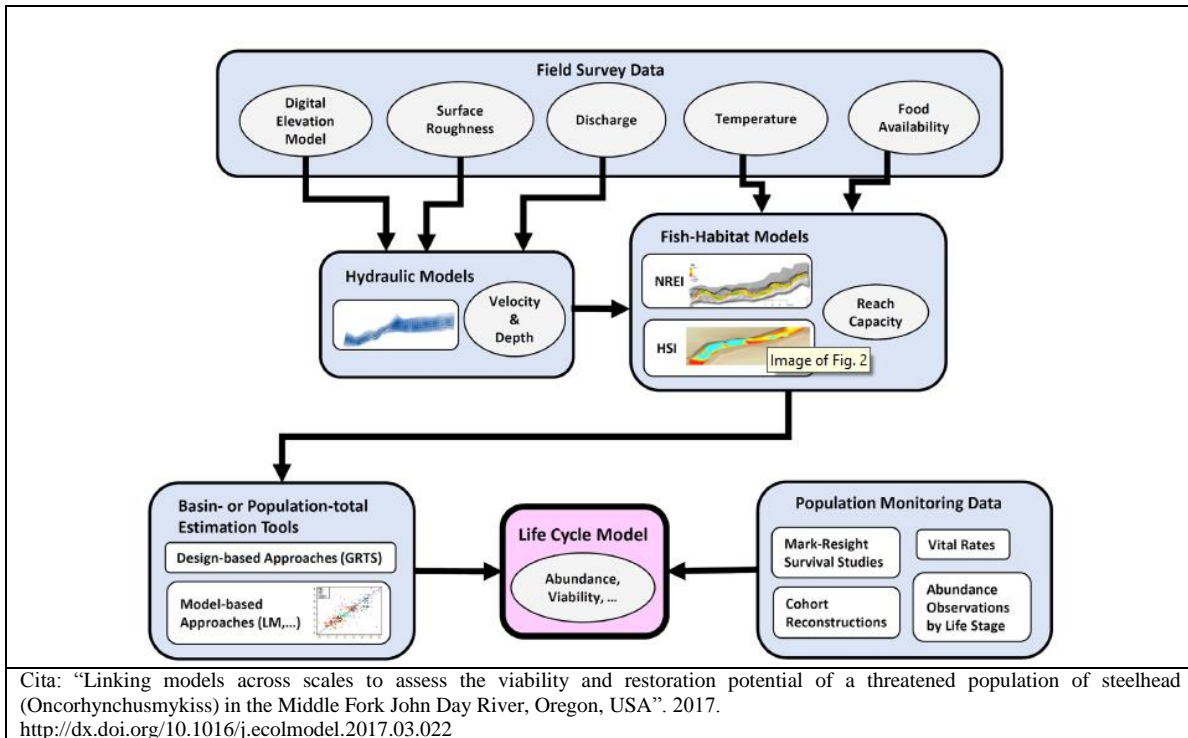 Field Survey Data
Digital
Elevation
Model
Surface
Roughness
Discharge
Temperature
Food
Availability
Hydraulic Models
Velocity
&
Depth
Fish-Habitat Models
NREI
HSI
Reach
Capacity
Image of Fig. 2
Basin- or Population-total
Estimation Tools
Design-based Approaches (GRTS)
Model-based
Approaches (LM,...)
Life Cycle Model
Abundance,
Viability, ...
Population Monitoring Data
Mark-Resight
Survival Studies
Vital Rates
Cohort
Reconstructions
Abundance
Observations
by Life Stage
Cita: “Linking models across scales to assess the viability and restoration potential of a threatened population of steelhead
(Oncorhynchusmykiss) in the Middle Fork John Day River, Oregon, USA”. 2017.
http://dx.doi.org/10.1016/j.ecolmodel.2017.03.022